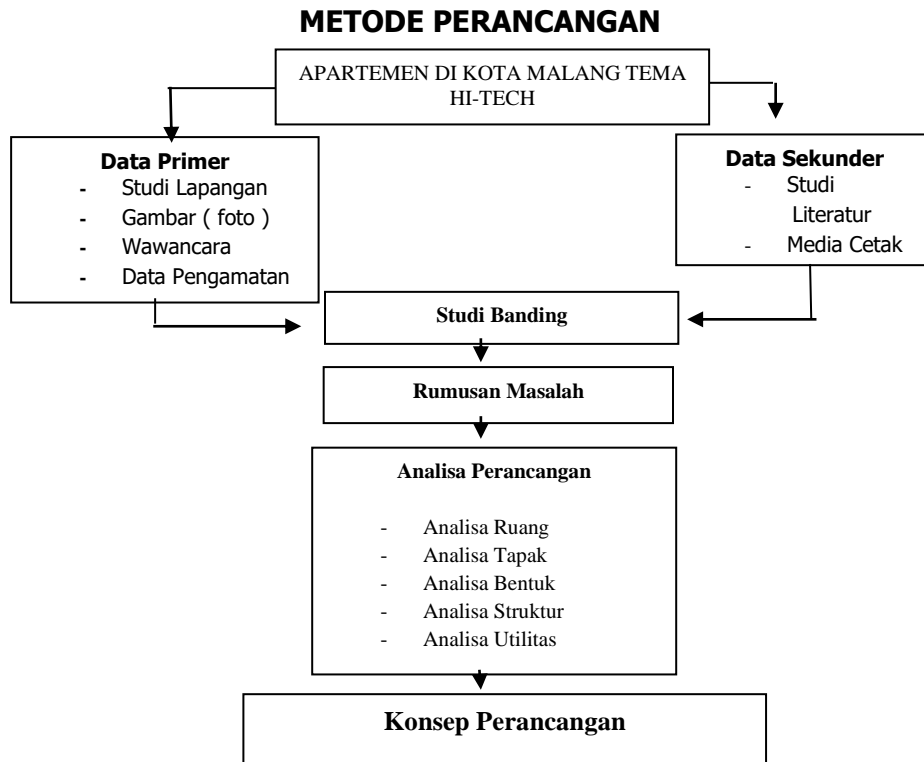 METODE PERANCANGAN
APARTEMEN DI KOTA MALANG TEMA
HI-TECH
Data Primer
- Studi Lapangan
- Gambar ( foto )
- Wawancara
- Data Pengamatan
Data Sekunder
- Studi
Literatur
- Media Cetak
Studi Banding
Rumusan Masalah
Analisa Perancangan
- Analisa Ruang
- Analisa Tapak
- Analisa Bentuk
- Analisa Struktur
- Analisa Utilitas
Konsep Perancangan